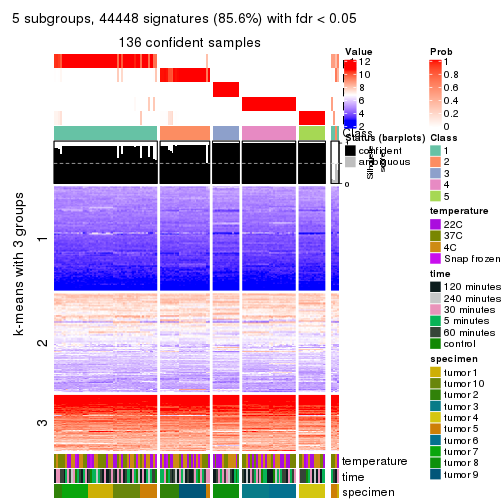 5 subgroups, 44448 signatures (85.6%) with fdr < 0.05
136 confident samples
k-means with 3 groups
1
2
3
Class
0
temperature
time
specimen
Value
12
10
8
6
4
2
Status (barplots)
confident
ambiguous
Prob
1
0.8
0.6
0.4
0.2
0
Class
1
2
3
4
5
temperature
22C
37C
4C
Snap frozen
time
120 minutes
240 minutes
30 minutes
5 minutes
60 minutes
control
specimen
tumor 1
tumor 10
tumor 2
tumor 3
tumor 4
tumor 5
tumor 6
tumor 7
tumor 8
tumor 9